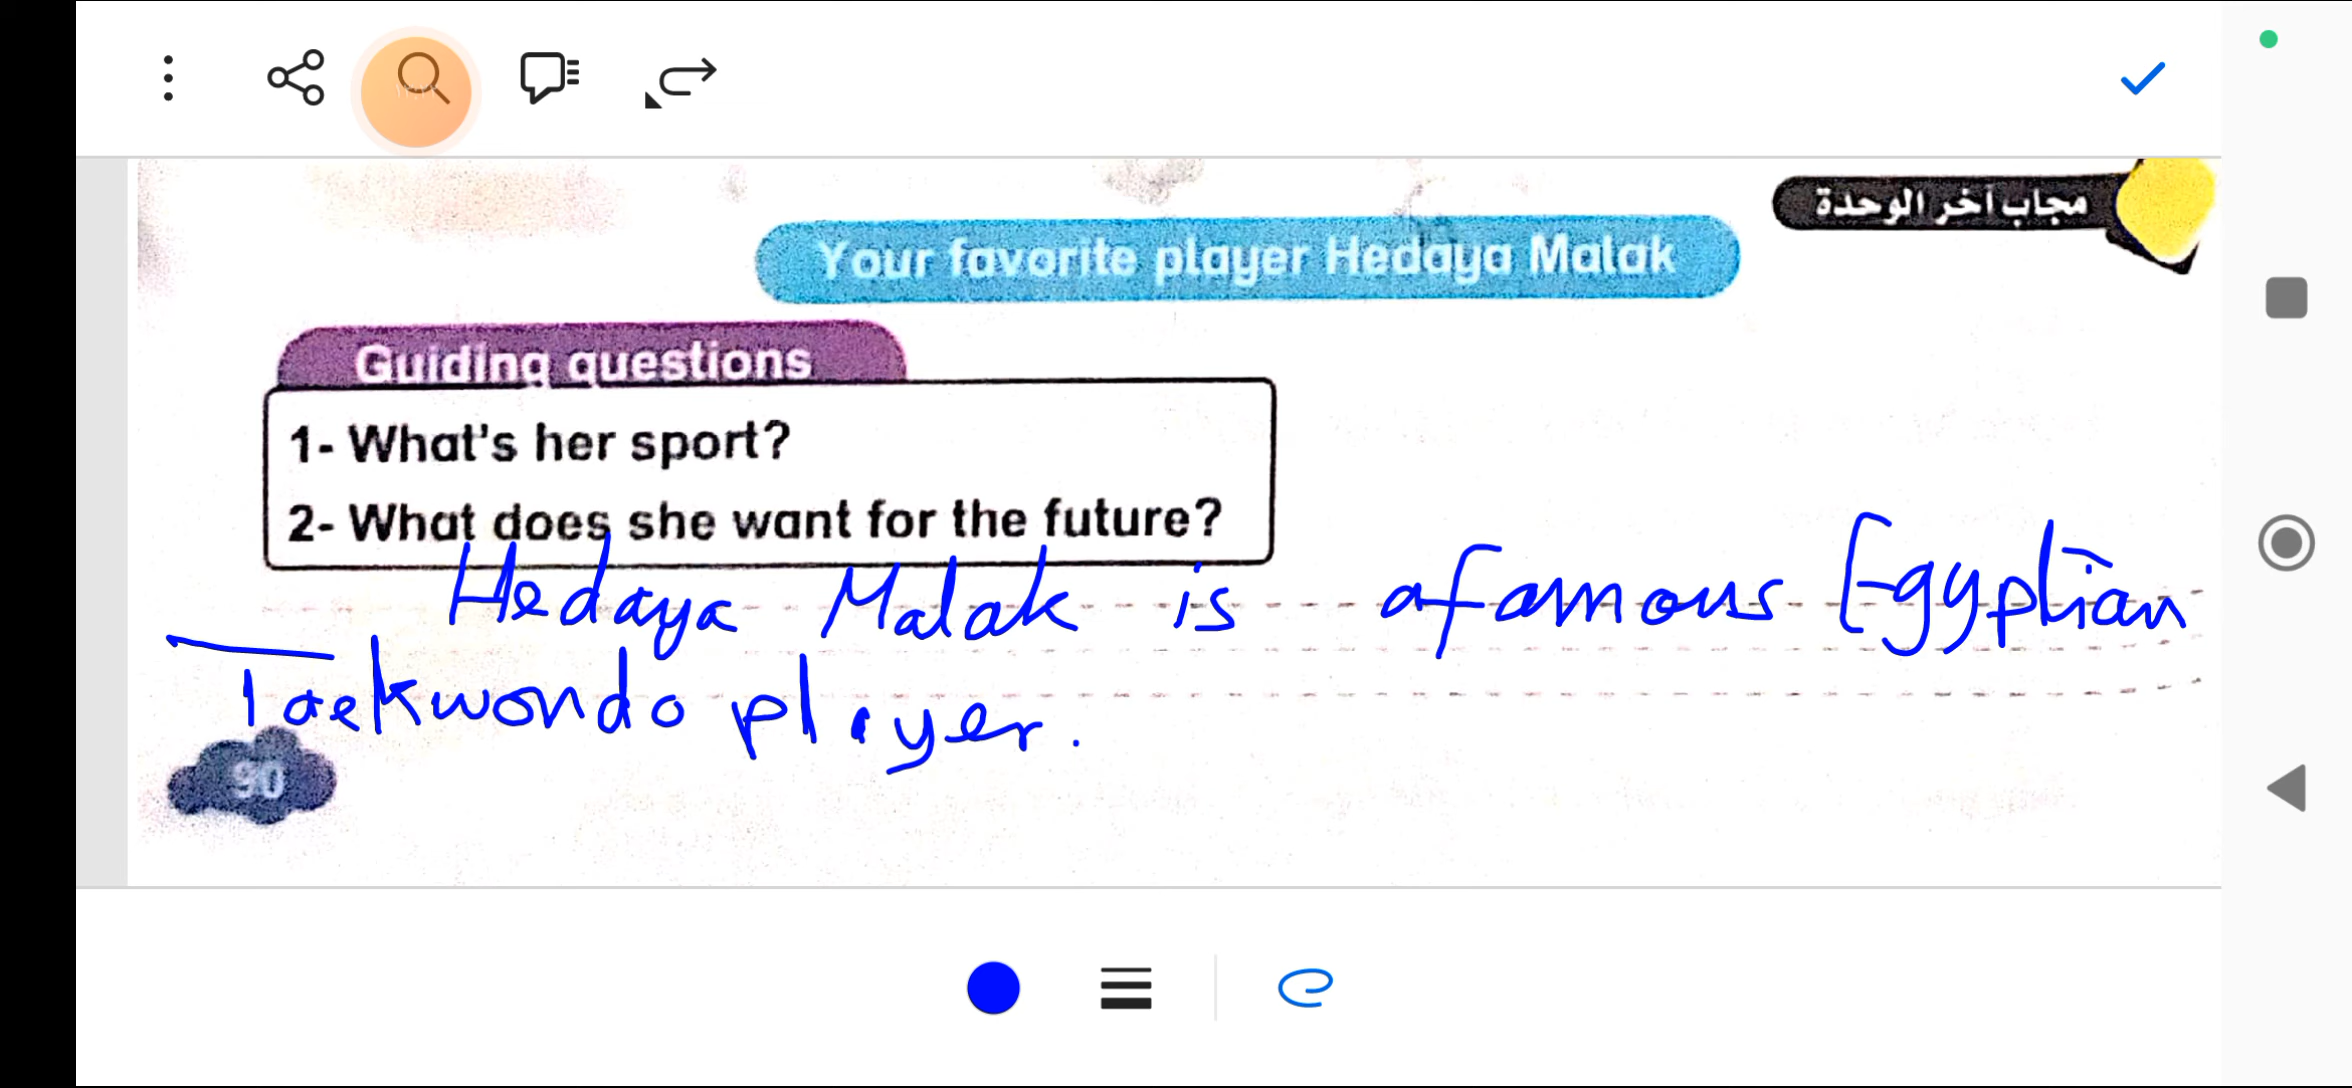 مجاب آخر الوحدة
Your favorite player Hedaya Malak
Guiding questions
1- What's her sport?
2- What does she want for the future?
Hedaya Malak is a famous Egyptian
Taekwondo player.
90